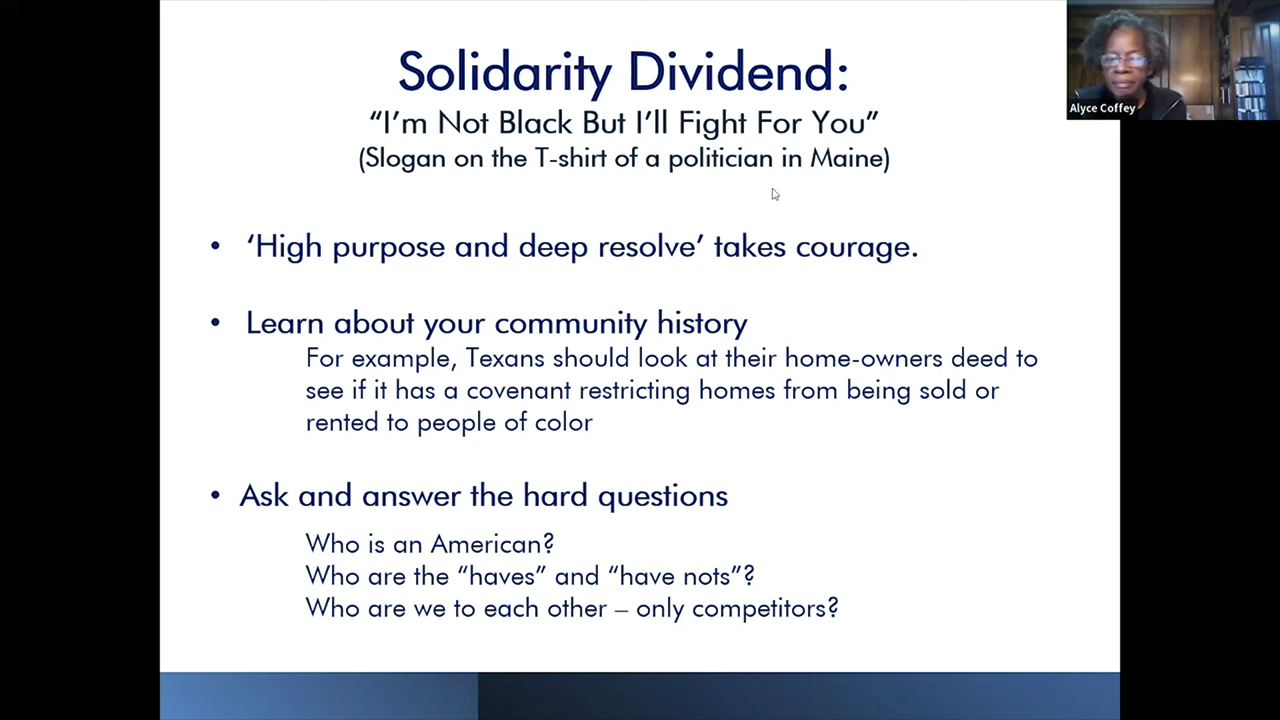 Solidarity Dividend:
“I’m Not Black But I’ll Fight For You”
(Slogan on the T-shirt of a politician in Maine)
Alyce Coffey
• ‘High purpose and deep resolve’ takes courage.
• Learn about your community history
For example, Texans should look at their home-owners deed to
see if it has a covenant restricting homes from being sold or
rented to people of color
• Ask and answer the hard questions
Who is an American?
Who are the “haves” and “have nots”?
Who are we to each other – only competitors?